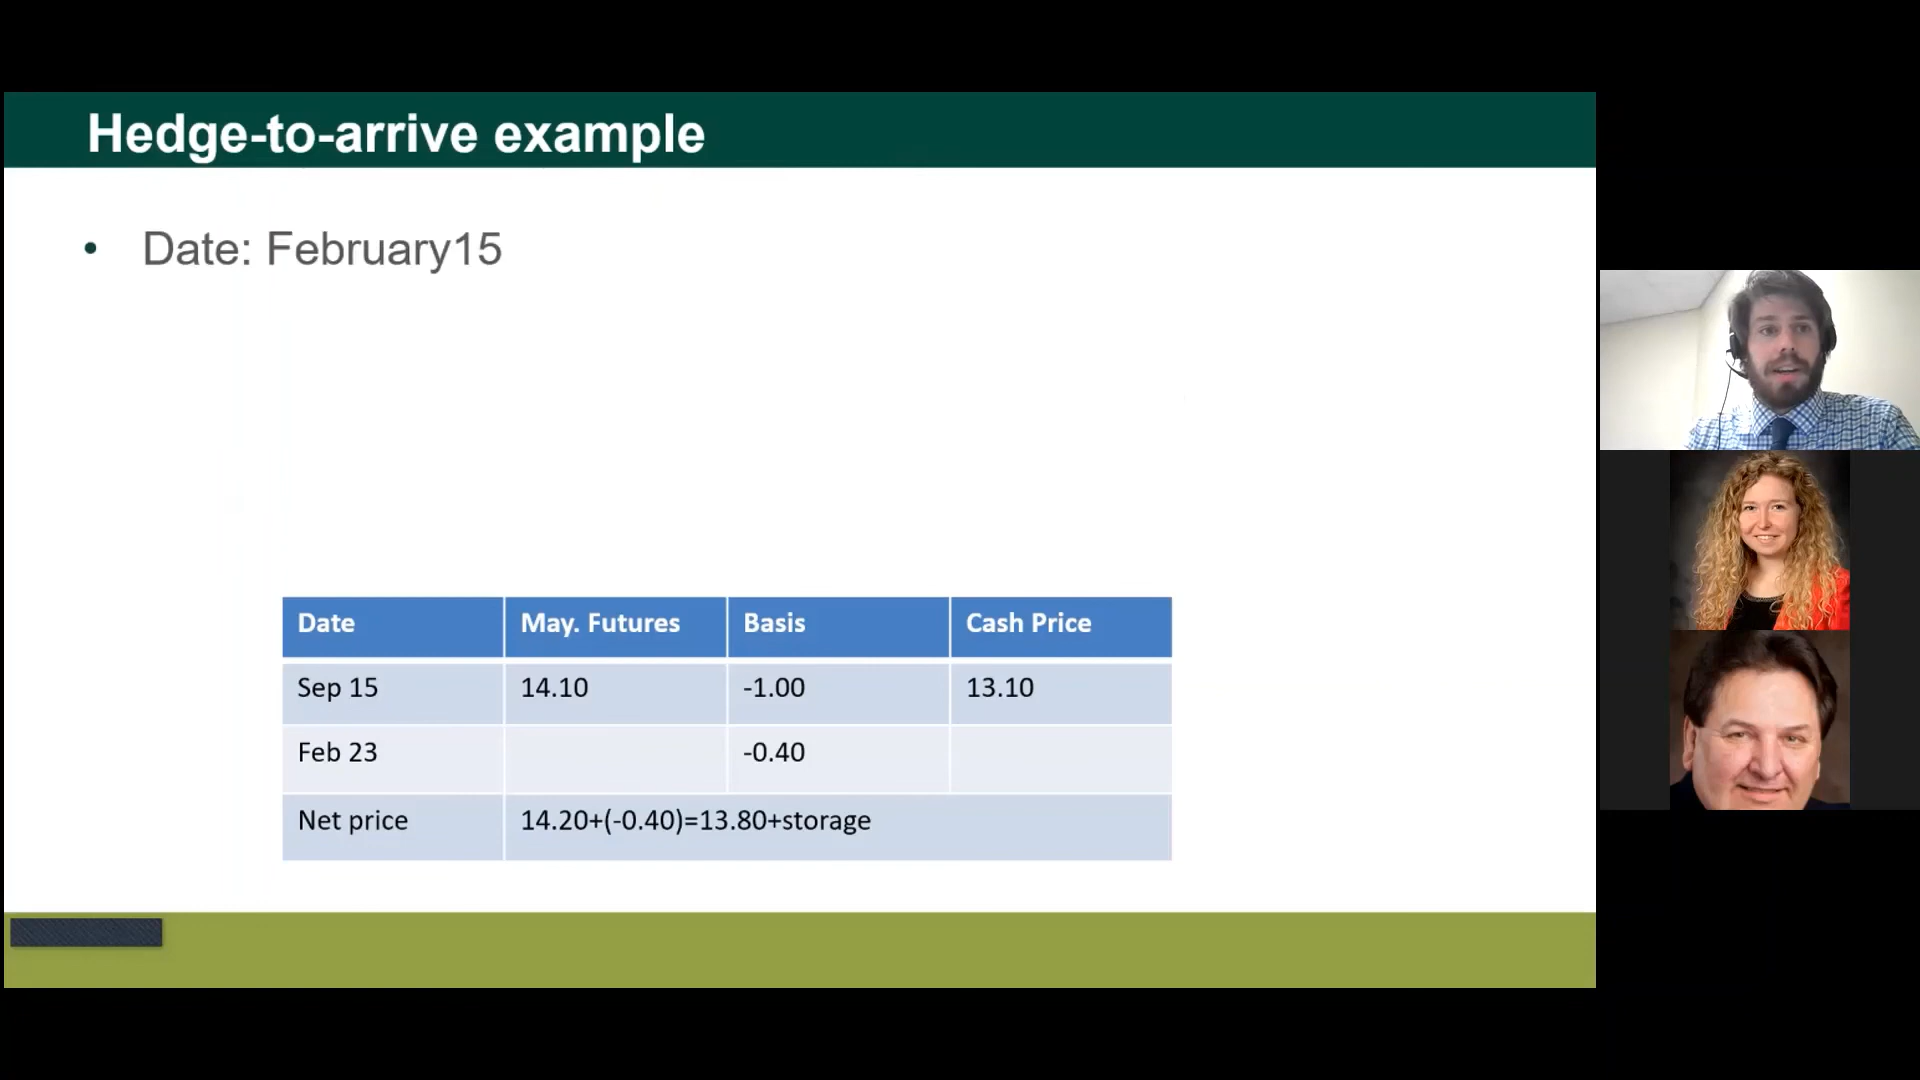 Hedge-to-arrive example
• Date: February15
Date May. Futures Basis Cash Price
Sep 15 14.10 -1.00 13.10
Feb 23 -0.40
Net price 14.20+(-0.40)=13.80+storage